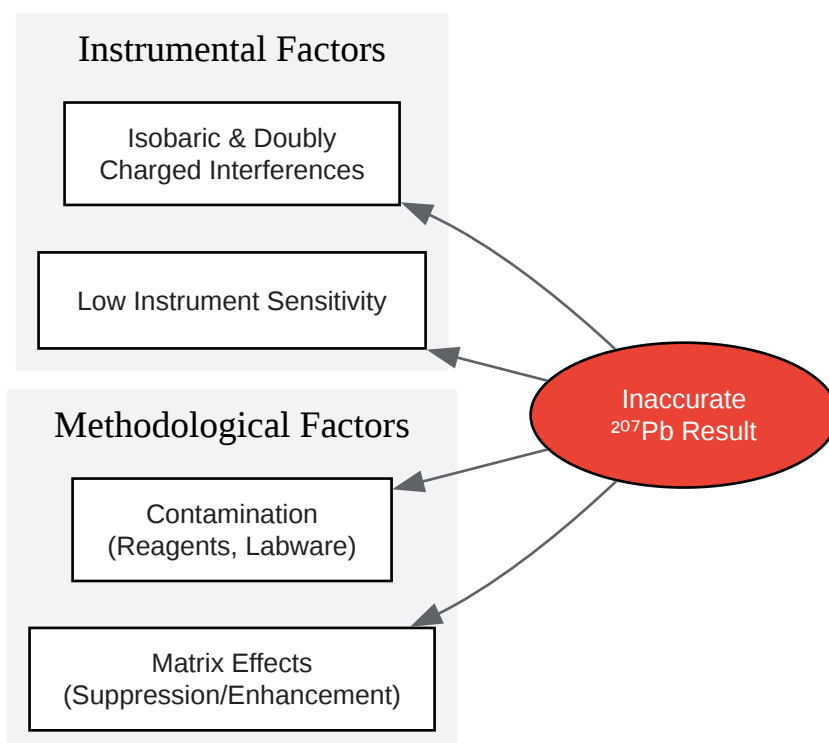 Instrumental Factors
Isobaric & Doubly
Charged Interferences
Low Instrument Sensitivity
Inaccurate
²⁰⁷Pb Result
Methodological Factors
Contamination
(Reagents, Labware)
Matrix Effects
(Suppression/Enhancement)